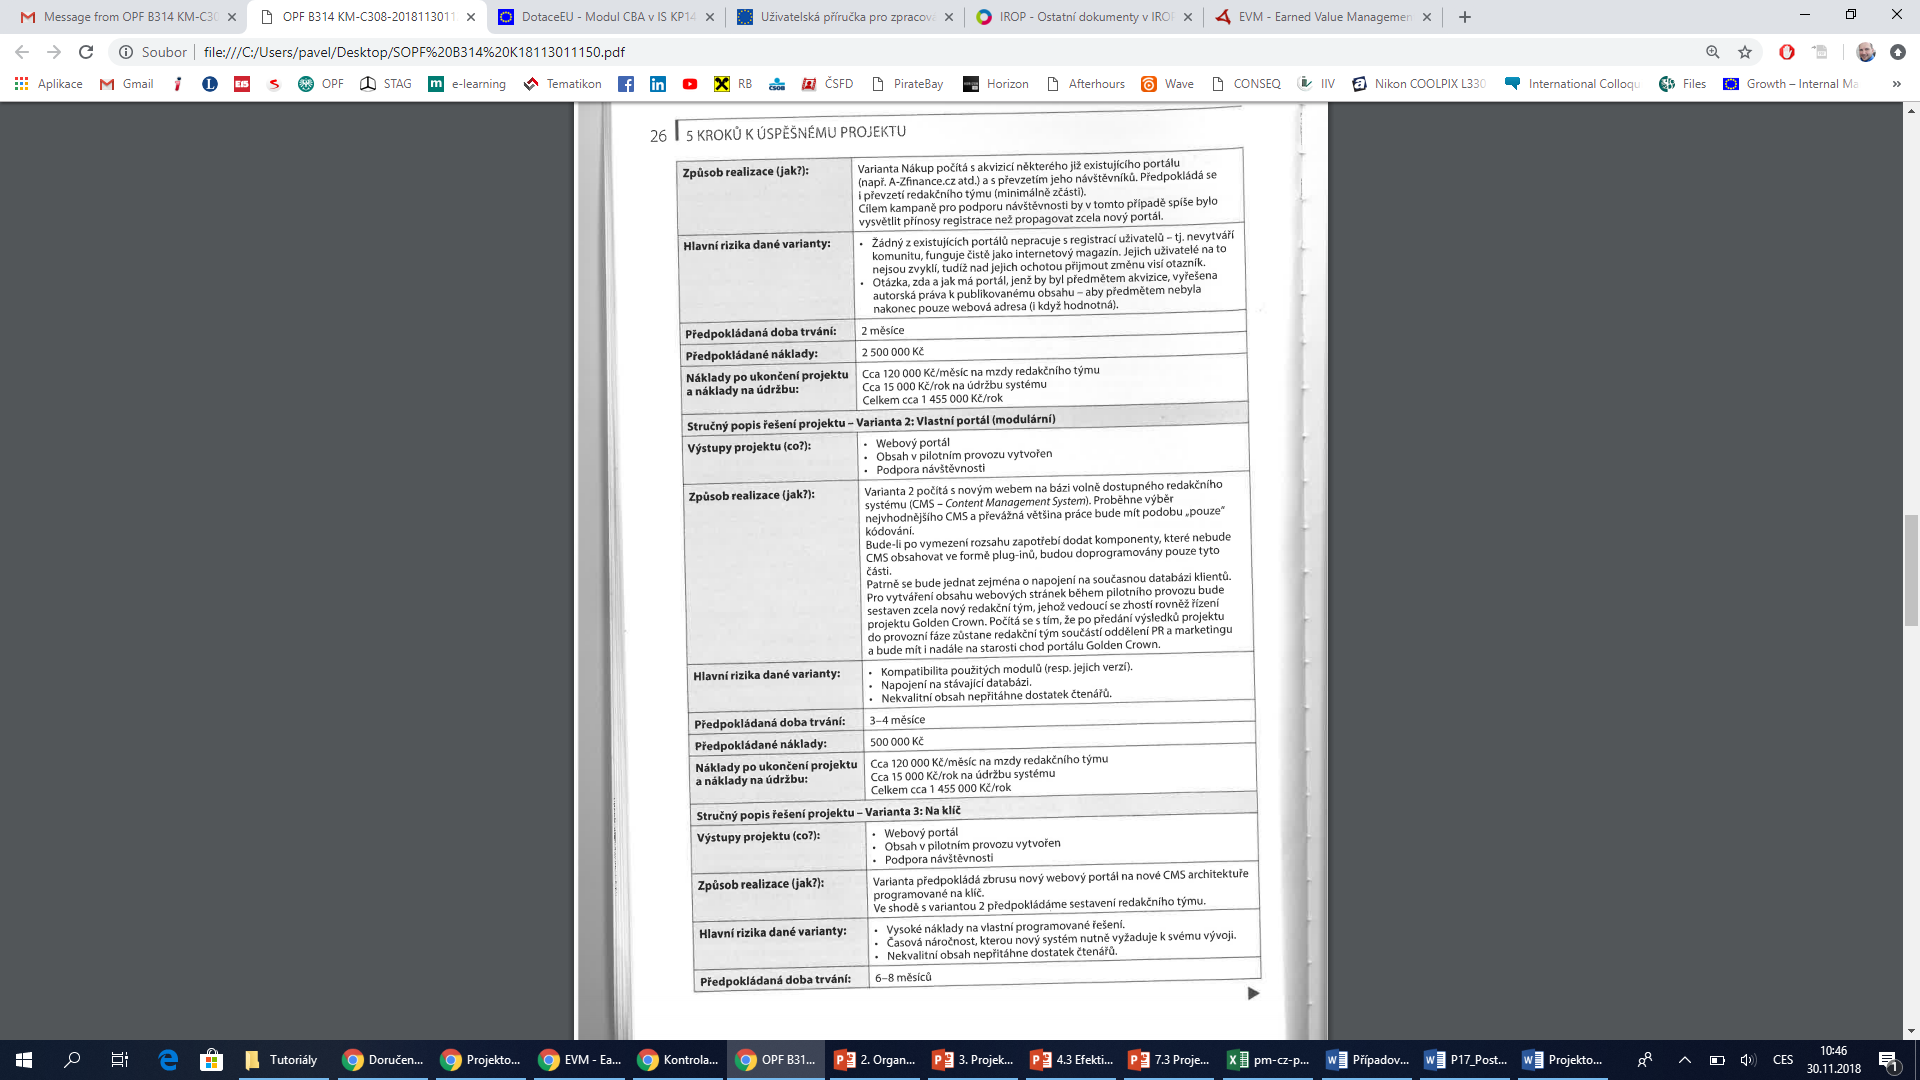 Message from OPF B314 KM-C30
OPF B314 KM-C308-2018113011
DotaceEU - Modul CBA v IS KP14
Uživatelská příručka pro zpracova
IROP - Ostatní dokumenty v IROP
EVM - Earned Value Managemen
Soubor
file:///C:/Users/pavel/Desktop/SOPF%20B314%20K18113011150.pdf
Aplikace
Gmail
OPF
STAG
e-learning
Tematikon
RB
ČSFD
PirateBay
Horizon
Afterhours
Wave
CONSEQ
IIV
Nikon COOLPIX L330
International Colloqu
Files
Growth – Internal Ma
26
5 KROKŮ K ÚSPĚŠNÉMU PROJEKTU
Způsob realizace (jak?):
Varianta Nákup počítá s akvizicí některého již existujícího portálu
(např. A-Zfinance.cz atd.) a s převzetím jeho návštěvníků. Předpokládá se
i převzetí redakčního týmu (minimálně zčásti).
Cílem kampaně pro podporu návštěvnosti by v tomto případě spíše bylo
vysvětlit přínosy registrace než propagovat zcela nový portál.
Hlavní rizika dané varianty:
• Žádný z existujících portálů nepracuje s registrací uživatelů – tj. nevytváří
komunitu, funguje čistě jako internetový magazin. Jejich uživatelé na to
nejsou zvyklí, tudíž nad jejich ochotou přijmout změnu visí otazník.
• Otázka, zda a jak má portál, jenž by byl předmětem akvizice, vyřešena
autorská práva k publikovanému obsahu – aby předmětem nebyla
nakonec pouze webová adresa (i když hodnotná).
Předpokládaná doba trvání:
2 měsíce
Předpokládané náklady:
2 500 000 Kč
Náklady po ukončení projektu
a náklady na údržbu:
Cca 120 000 Kč/měsíc na mzdy redakčního týmu
Cca 15 000 Kč/rok na údržbu systému
Celkem cca 1 455 000 Kč/rok
Stručný popis řešení projektu – Varianta 2: Vlastní portál (modulární)
Výstupy projektu (co?):
• Webový portál
• Obsah v pilotním provozu vytvořen
• Podpora návštěvnosti
Způsob realizace (jak?):
Varianta 2 počítá s novým webem na bázi volně dostupného redakčního
systému (CMS – Content Management System). Proběhne výběr
nejvhodnějšího CMS a převážná většina práce bude mít podobu „pouze“
kódování.
Bude-li po vymezení rozsahu zapotřebí dodat komponenty, které nebude
CMS obsahovat ve formě plug-inů, budou doprogramovány pouze tyto
části.
Patrně se bude jednat zejména o napojení na současnou databázi klientů.
Pro vytváření obsahu webových stránek během pilotního provozu bude
sestaven zcela nový redakční tým, jehož vedoucí se zhostí rovněž řízení
projektu Golden Crown. Počítá se s tím, že po předání výsledků projektu
do provozní fáze zůstane redakční tým součástí oddělení PR a marketingu
a bude mít i nadále na starosti chod portálu Golden Crown.
Hlavní rizika dané varianty:
• Kompatibilita použitých modulů (resp. jejich verzí).
• Napojení na stávající databázi.
• Nekvalitní obsah nepřitáhne dostatek čtenářů.
Předpokládaná doba trvání:
3–4 měsíce
Předpokládané náklady:
500 000 Kč
Náklady po ukončení projektu
a náklady na údržbu:
Cca 120 000 Kč/měsíc na mzdy redakčního týmu
Cca 15 000 Kč/rok na údržbu systému
Celkem cca 1 455 000 Kč/rok
Stručný popis řešení projektu – Varianta 3: Na klíč
Výstupy projektu (co?):
• Webový portál
• Obsah v pilotním provozu vytvořen
• Podpora návštěvnosti
Způsob realizace (jak?):
Varianta předpokládá zbrusu nový webový portál na nové CMS architektuře
programované na klíč.
Ve shodě s variantou 2 předpokládáme sestavení redakčního týmu.
Hlavní rizika dané varianty:
• Vysoké náklady na vlastní programované řešení.
• Časová náročnost, kterou nový systém nutně vyžaduje k svému vývoji.
• Nekvalitní obsah nepřitáhne dostatek čtenářů.
Předpokládaná doba trvání:
6–8 měsíců
Tutoriály
Doručen...
Projekto...
EVM - Ea...
Kontrola...
OPF B31...
2. Organ...
3. Projek...
4.3 Efekti...
7.3 Proje...
pm-cz-p...
Případov...
P17_Post...
Projekto...
CES
10:46
30.11.2018
1